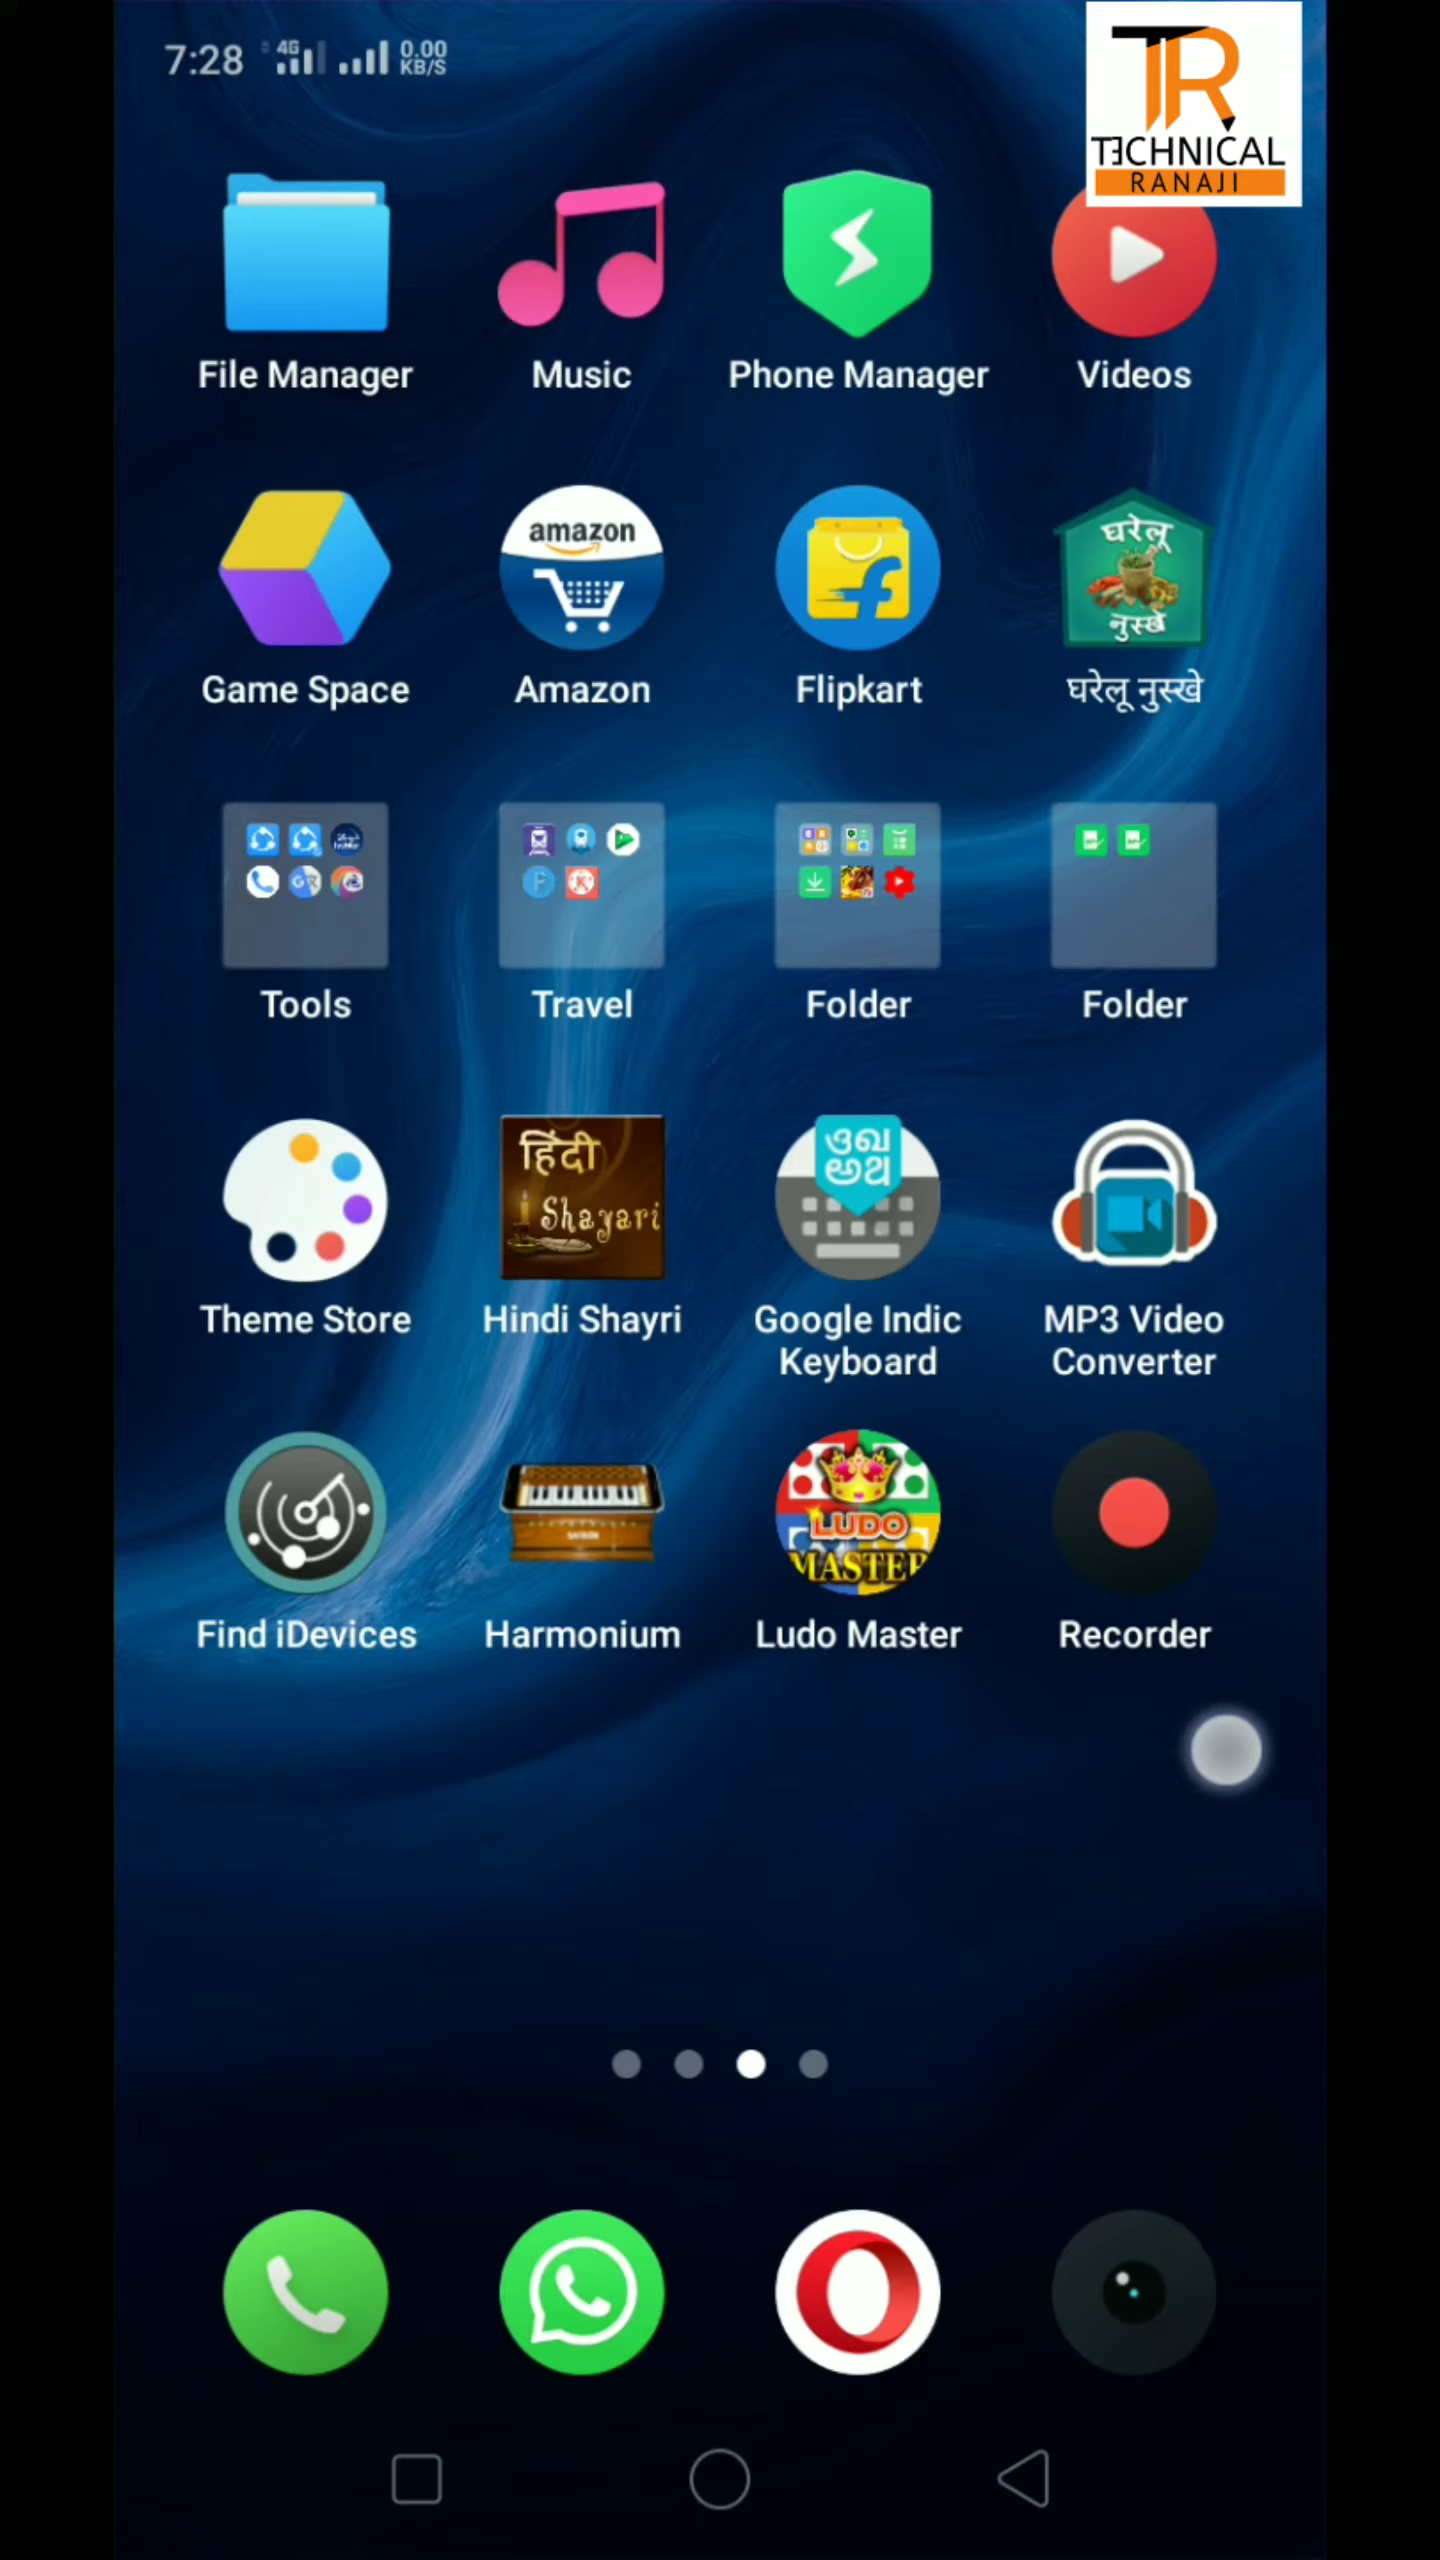 7:28 4G 0.00 KB/S
TR
TECHNICAL
RANAJI
File Manager Music Phone Manager Videos
amazon
घरेलू
नुस्खे
Game Space Amazon Flipkart घरेलू नुस्खे
Tools Travel Folder Folder
हिंदी
Shayari
Theme Store Hindi Shayri Google Indic Keyboard MP3 Video Converter
LUDO
MASTER
Find iDevices Harmonium Ludo Master Recorder